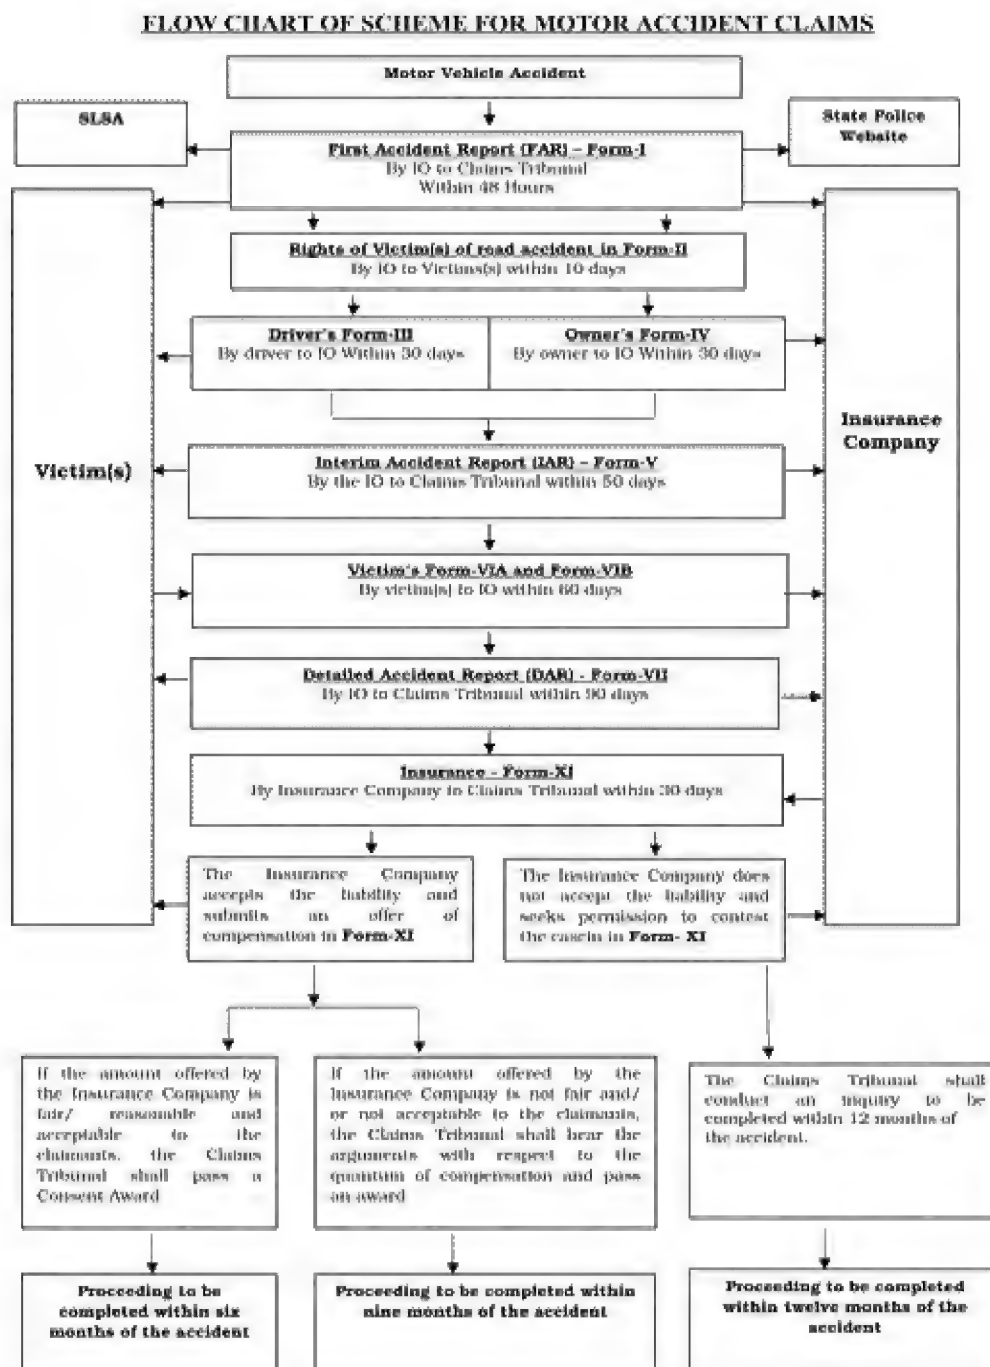 FLOW CHART OF SCHEME FOR MOTOR ACCIDENT CLAIMS
Motor Vehicle Accident
SLSA
State Police
Website
First Accident Report (FAR) – Form-I
By IO to Claims Tribunal
Within 48 Hours
Rights of Victim(s) of road accident in Form-II
By IO to Victims(s) within 10 days
Driver's Form-III
By driver to IO Within 30 days
Owner's Form-IV
By owner to IO Within 30 days
Insurance
Company
Victim(s)
Interim Accident Report (IAR) – Form-V
By the IO to Claims Tribunal within 50 days
Victim's Form-VIA and Form-VIB
By victim(s) to IO within 60 days
Detailed Accident Report (DAR) - Form-VII
By IO to Claims Tribunal within 90 days
Insurance - Form-XI
By Insurance Company to Claims Tribunal within 30 days
The Insurance Company
accepts the liability and
submits an offer of
compensation in Form-XI
The Insurance Company does
not accept the liability and
seeks permission to contest
the casein in Form- XI
If the amount offered by
the Insurance Company is
fair/ reasonable and
acceptable to the
claimants, the Claims
Tribunal shall pass a
Consent Award
If the amount offered by the
Insurance Company is not fair and/
or not acceptable to the claimants,
the Claims Tribunal shall hear the
arguments with respect to the
quantum of compensation and pass
an award
The Claims Tribunal shall
conduct an inquiry to be
completed within 12 months of
the accident.
Proceeding to be
completed within six
months of the accident
Proceeding to be completed within
nine months of the accident
Proceeding to be completed
within twelve months of the
accident